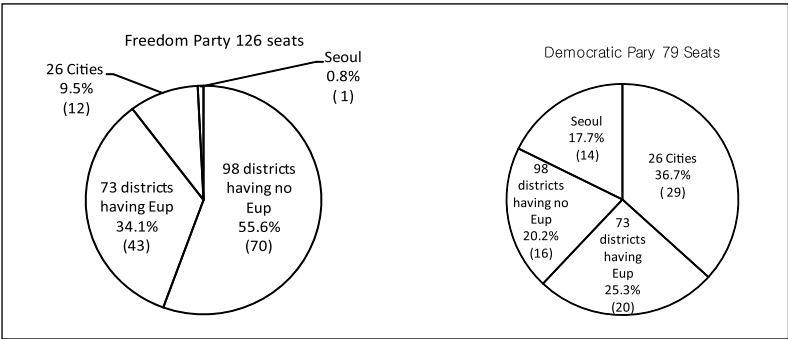 Freedom Party 126 seats
Seoul
0.8%
( 1)
26 Cities
9.5%
(12)
98 districts
having no
Eup
55.6%
(70)
73 districts
having Eup
34.1%
(43)
Democratic Pary 79 Seats
Seoul
17.7%
(14)
26 Cities
36.7%
( 29)
98
districts
having no
Eup
20.2%
(16)
73
districts
having
Eup
25.3%
(20)